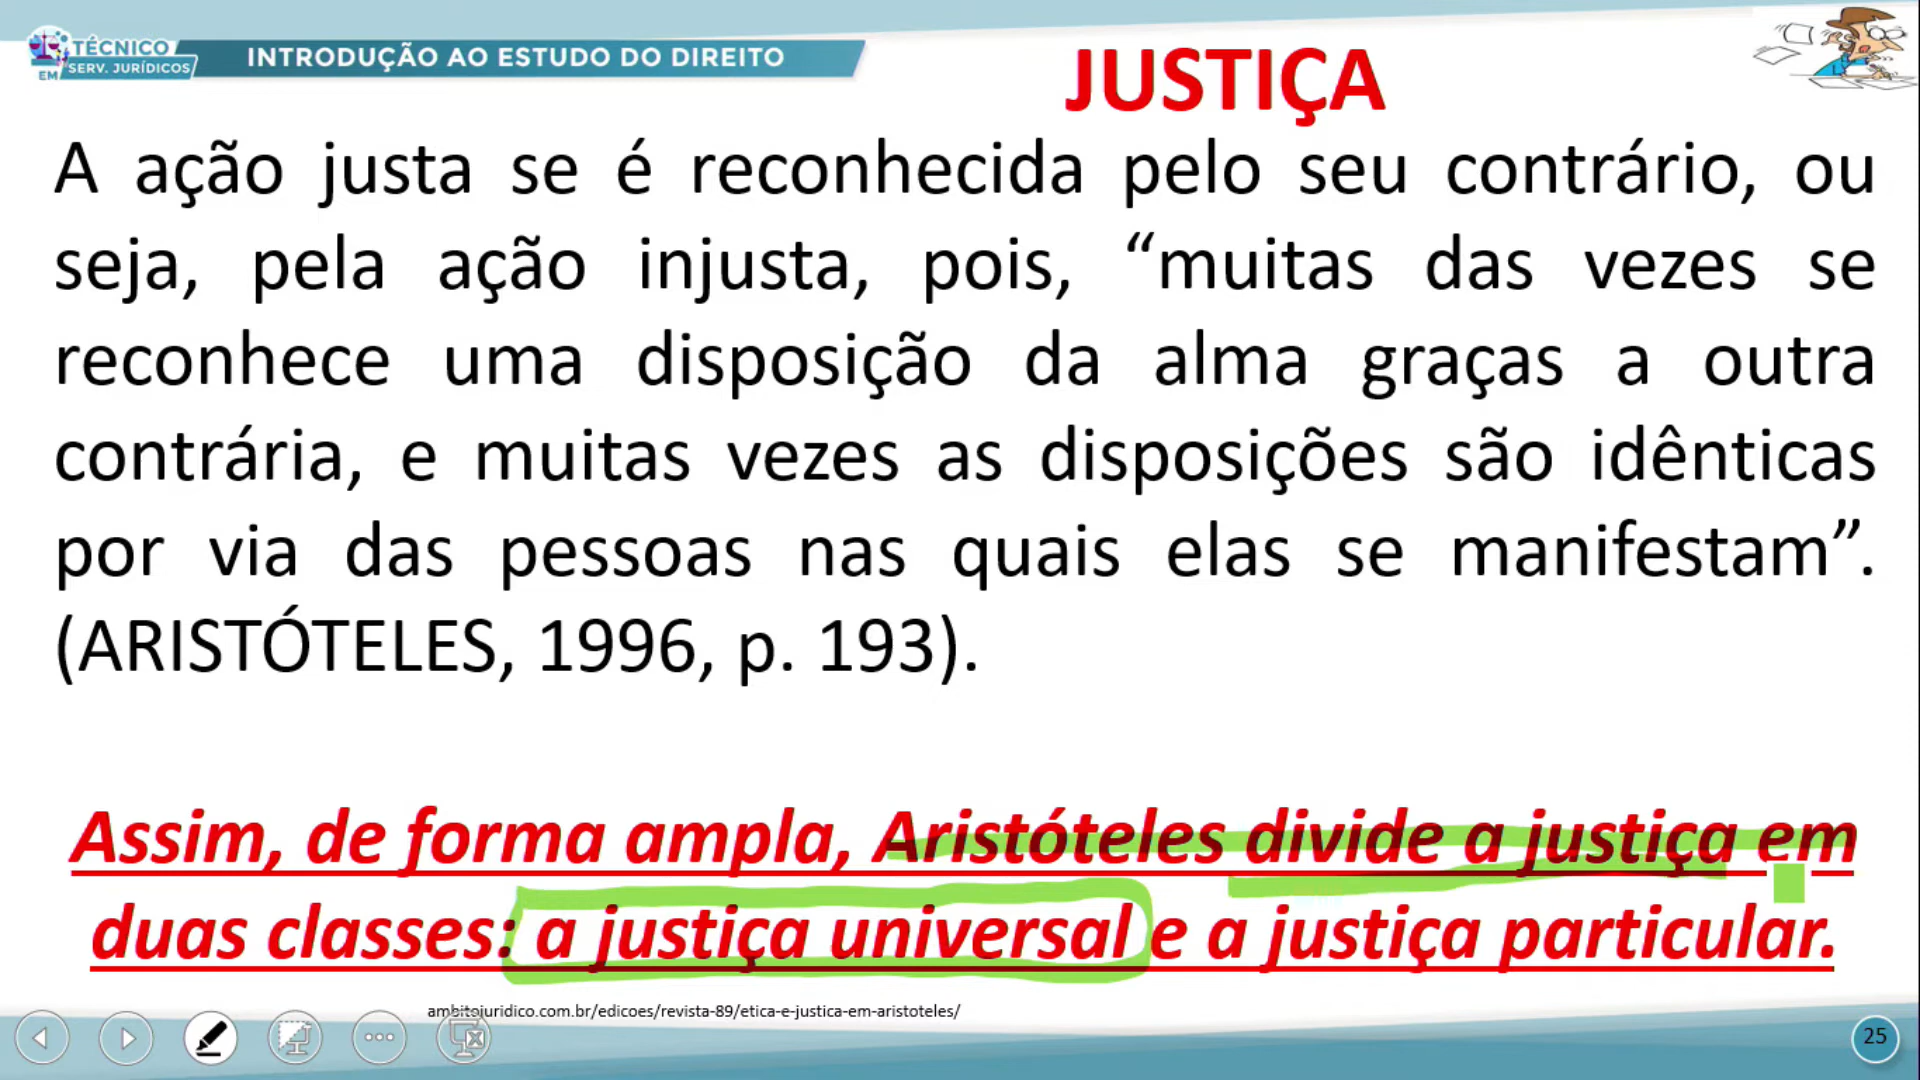 TÉCNICO
EM SERV. JURÍDICOS
INTRODUÇÃO AO ESTUDO DO DIREITO
JUSTIÇA
A ação justa se é reconhecida pelo seu contrário, ou
seja, pela ação injusta, pois, “muitas das vezes se
reconhece uma disposição da alma graças a outra
contrária, e muitas vezes as disposições são idênticas
por via das pessoas nas quais elas se manifestam”.
(ARISTÓTELES, 1996, p. 193).
Assim, de forma ampla, Aristóteles divide a justiça em
duas classes: a justiça universal e a justiça particular.
ambitojuridico.com.br/edicoes/revista-89/etica-e-justica-em-aristoteles/
25